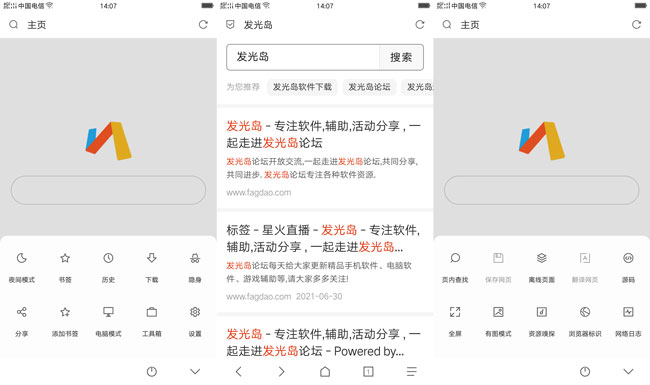 中国电信
14:07
主页
夜间模式
书签
历史
下载
隐身
分享
添加书签
电脑模式
工具箱
设置
中国电信
14:07
发光岛
发光岛
搜索
为您推荐
发光岛软件下载
发光岛论坛
发光岛
发光岛 - 专注软件,辅助,活动分享 , 一
起走进发光岛论坛
发光岛论坛开放交流,一起走进发光岛论坛,共同分享,
共同进步. 发光岛论坛专注各种软件资源.
www.fagdao.com
标签 - 星火直播 - 发光岛 - 专注软件,
辅助,活动分享 , 一起走进发光岛...
发光岛论坛每天给大家更新精品手机软件、电脑软
件、游戏辅助等,请大家多多关注!
www.fagdao.com 2021-06-30
发光岛 - 专注软件,辅助,活动分享 , 一
起走进发光岛论坛 - Powered by...
1
中国电信
14:07
主页
页内查找
保存网页
离线页面
翻译网页
源码
全屏
有图模式
资源嗅探
浏览器标识
网络日志